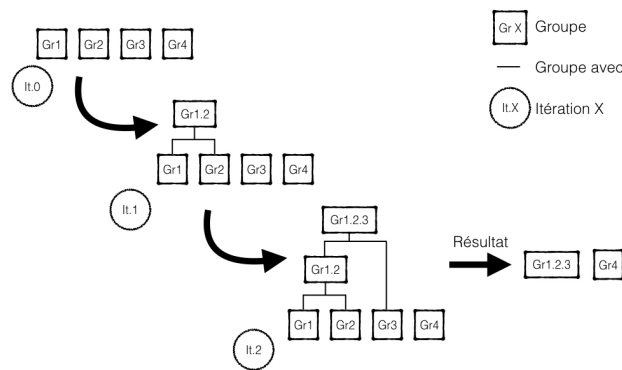 Gr1 Gr2 Gr3 Gr4
Gr X Groupe
Groupe avec
It.0
It.X Itération X
Gr1.2
Gr1 Gr2 Gr3 Gr4
It.1
Gr1.2.3
Résultat
Gr1.2
Gr1.2.3 Gr4
Gr1 Gr2 Gr3 Gr4
It.2